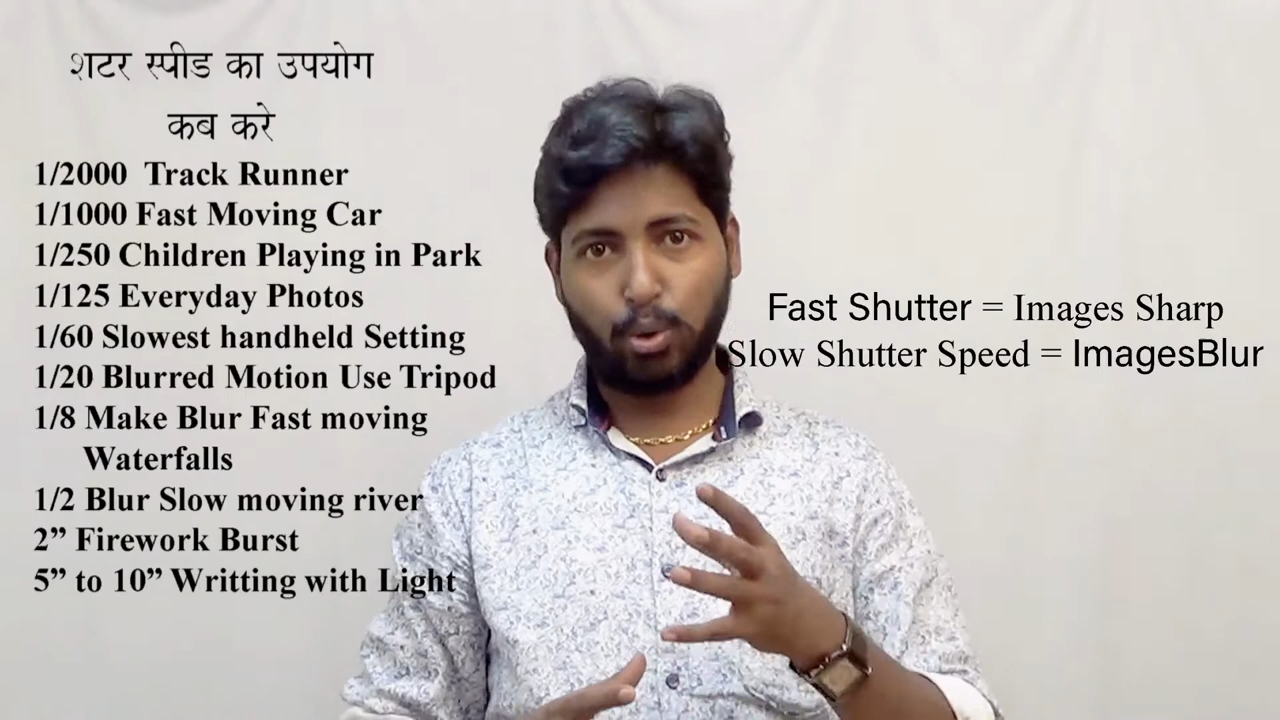 शटर स्पीड का उपयोग
कब करे
1/2000 Track Runner
1/1000 Fast Moving Car
1/250 Children Playing in Park
1/125 Everyday Photos
1/60 Slowest handheld Setting
1/20 Blurred Motion Use Tripod
1/8 Make Blur Fast moving
Waterfalls
1/2 Blur Slow moving river
2” Firework Burst
5” to 10” Writting with Light
Fast Shutter = Images Sharp
Slow Shutter Speed = ImagesBlur